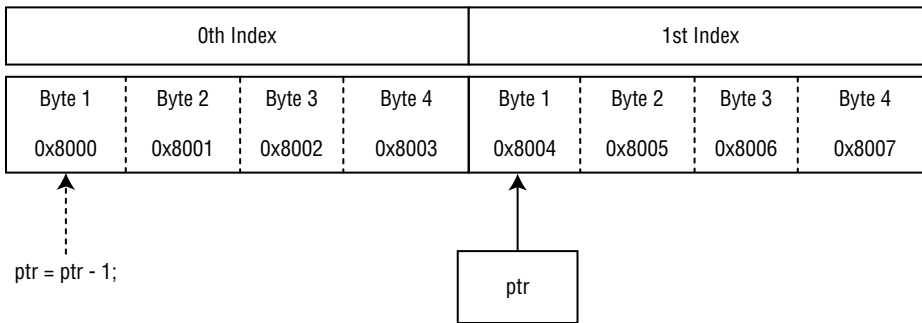 0th Index 1st Index
Byte 1 Byte 2 Byte 3 Byte 4 Byte 1 Byte 2 Byte 3 Byte 4
0x8000 0x8001 0x8002 0x8003 0x8004 0x8005 0x8006 0x8007
ptr = ptr - 1;
ptr